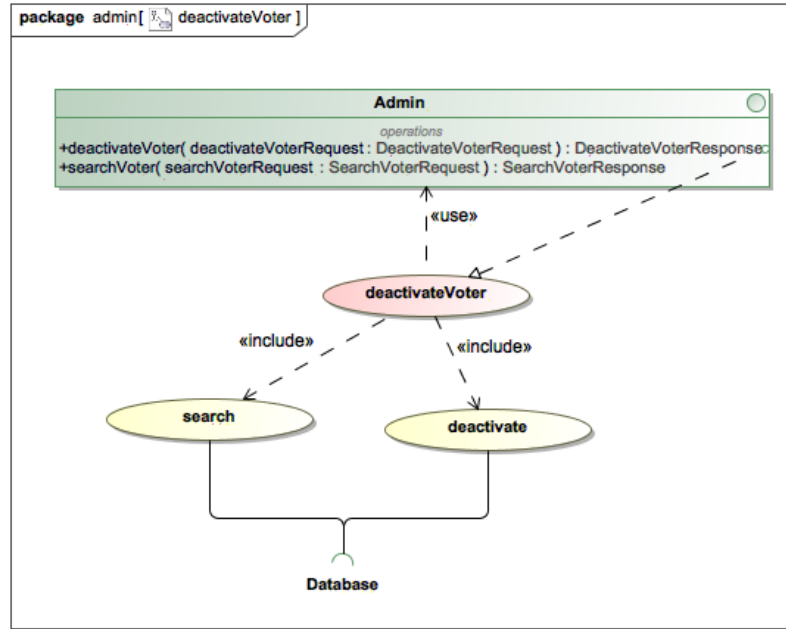 package admin[ deactivateVoter ]
Admin
operations
+deactivateVoter( deactivateVoterRequest : DeactivateVoterRequest ) : DeactivateVoterResponse
+searchVoter( searchVoterRequest : SearchVoterRequest ) : SearchVoterResponse
«use»
deactivateVoter
«include»
«include»
search
deactivate
Database